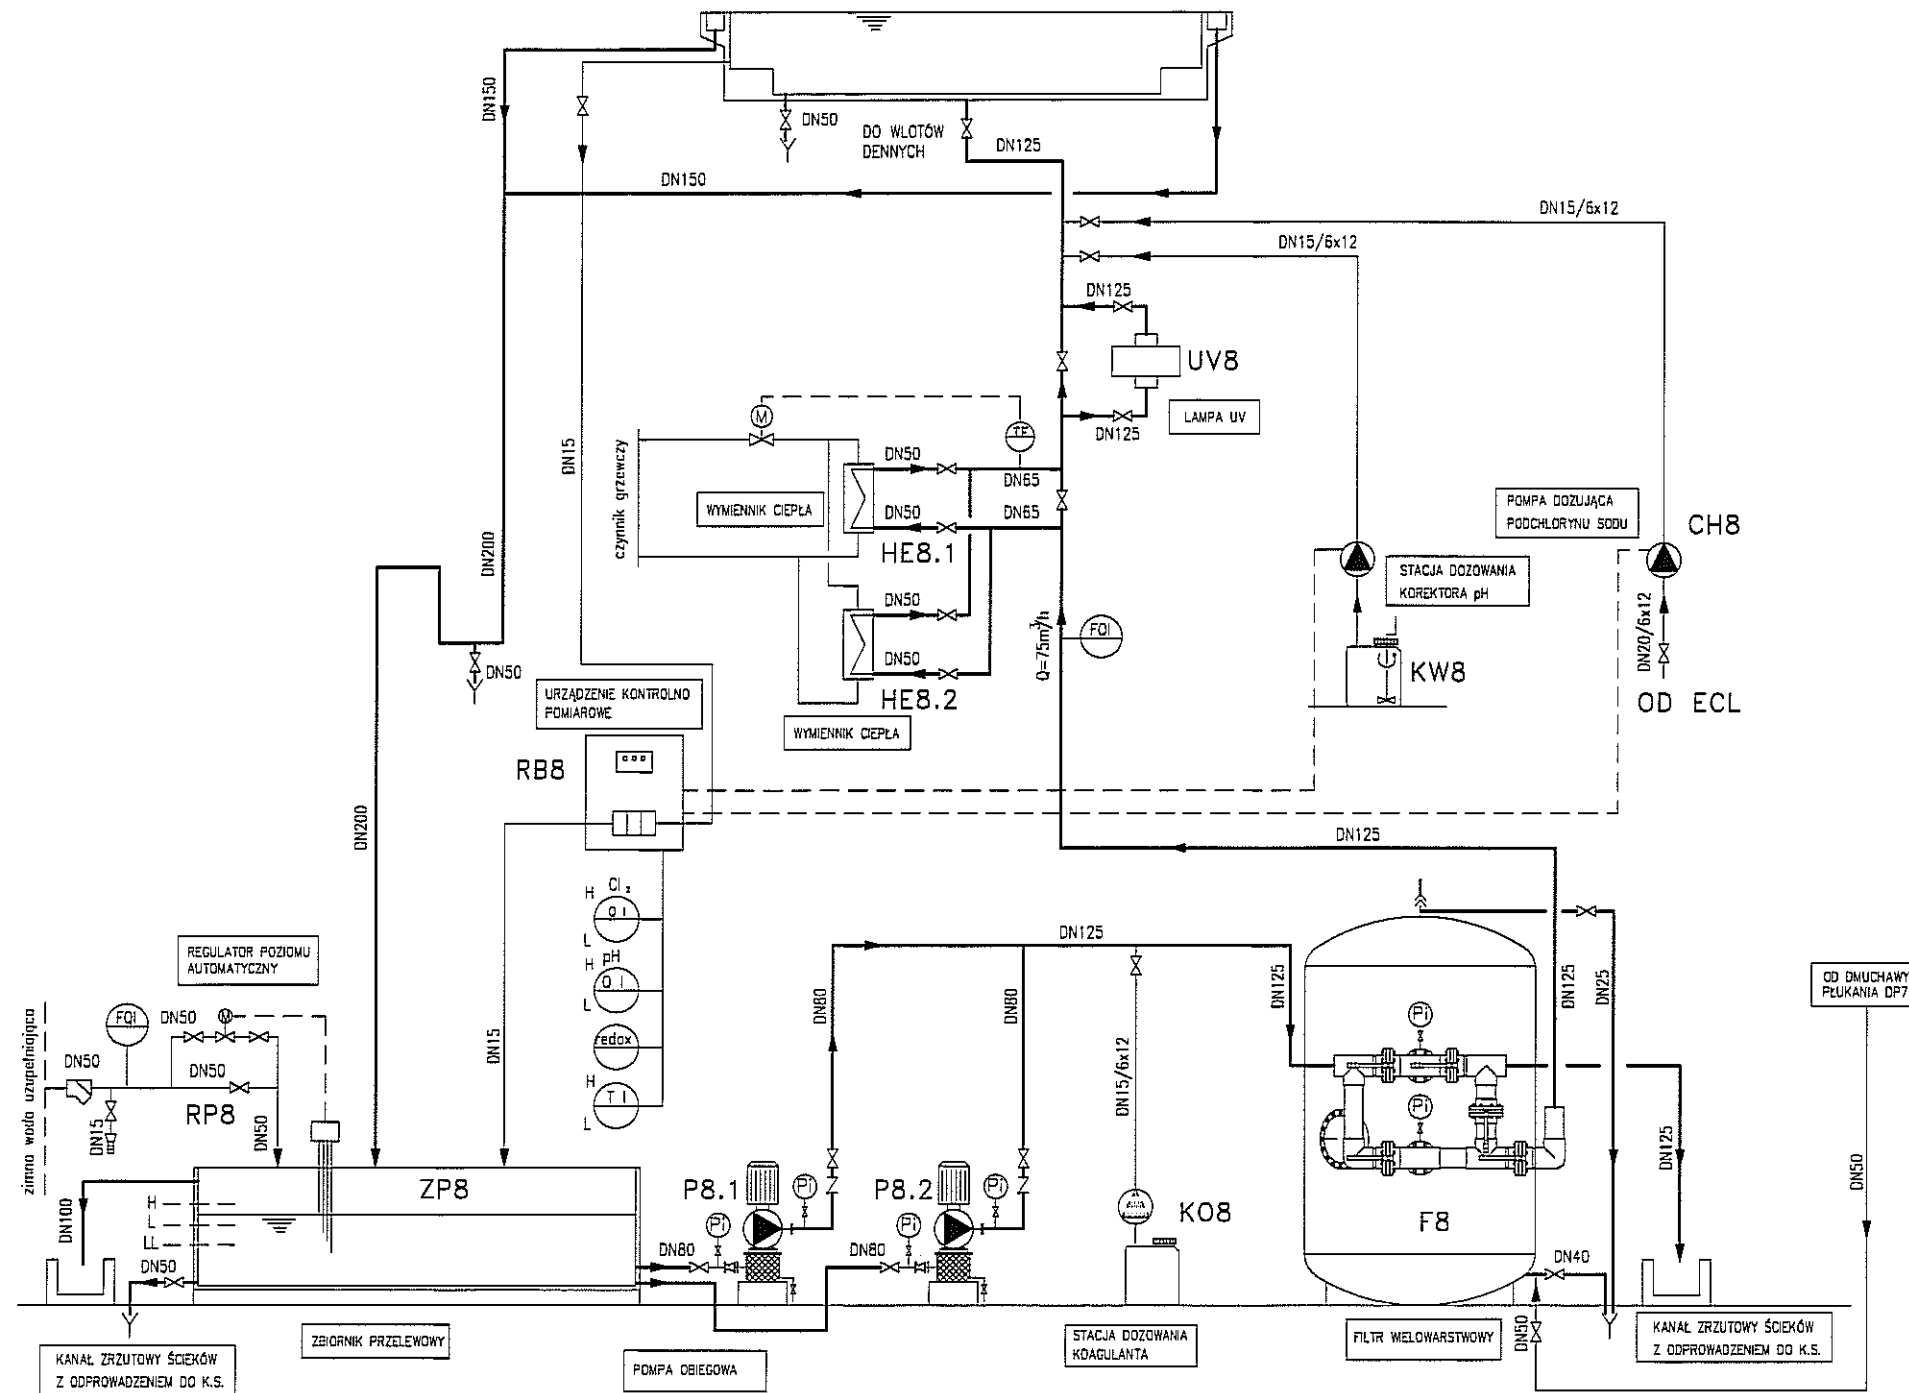 DN150
DN50
DO WLOTÓW
DENNYCH
DN125
DN150
DN15/6x12
DN15/6x12
DN125
UV8
LAMPA UV
DN125
M
TF
DN15
czynnik grzewczy
DN50
DN65
WYMIENNIK CIEPŁA
DN50
DN65
HE8.1
DN50
DN50
HE8.2
WYMIENNIK CIEPŁA
DN200
DN50
Q=75m³/h
FQI
POMPA DOZUJĄCA
PODCHLORYNU SODU
CH8
STACJA DOZOWANIA
KOREKTORA pH
KW8
DN20/6x12
OD ECL
URZĄDZENIE KONTROLNO
POMIAROWE
RB8
DN200
DN125
H
Cl₂
Q I
L
H
pH
Q I
L
redox
H
T I
L
DN15
REGULATOR POZIOMU
AUTOMATYCZNY
zimna woda uzupełniająca
FQI
DN50
M
DN50
DN50
RP8
DN15
DN50
DN80
DN125
DN80
DN15/6x12
DN125
Pi
Pi
DN125
DN25
OD DMUCHAWY
PŁUKANIA DP7
DN125
DN50
ZP8
H
L
LL
DN100
DN50
P8.1
Pi
Pi
DN80
P8.2
Pi
Pi
DN80
KO8
F8
DN40
DN50
KANAŁ ZRZUTOWY ŚCIEKÓW
Z ODPROWADZENIEM DO K.S.
ZBIORNIK PRZELEWOWY
POMPA OBIEGOWA
STACJA DOZOWANIA
KOAGULANTA
FILTR WIELOWARSTWOWY
KANAŁ ZRZUTOWY ŚCIEKÓW
Z ODPROWADZENIEM DO K.S.